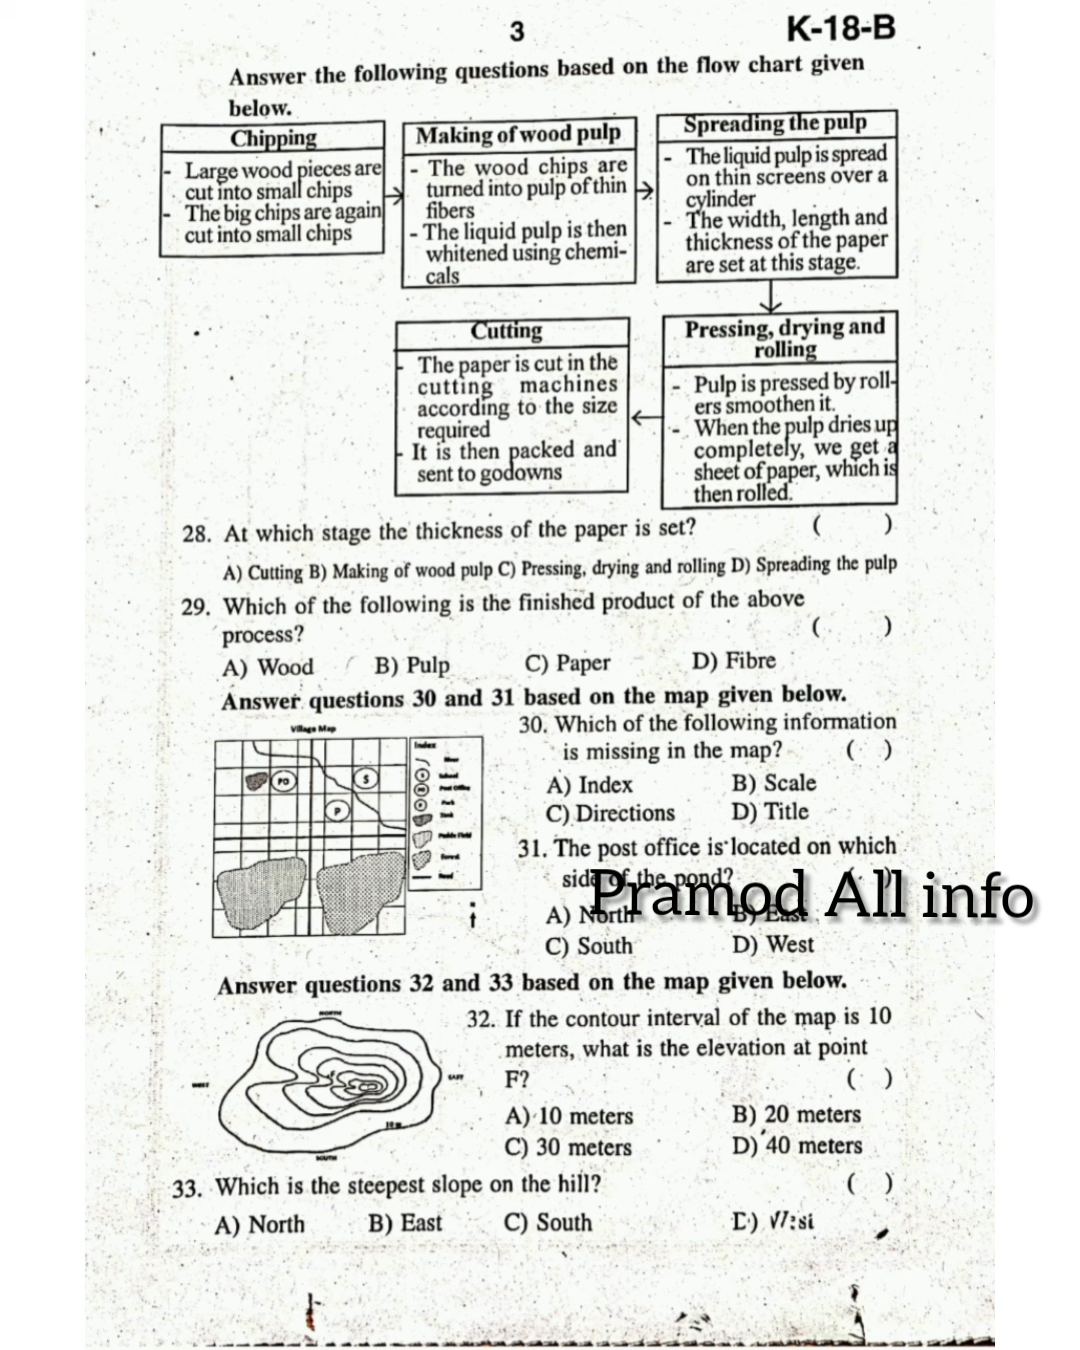 3
K-18-B
Answer the following questions based on the flow chart given
below.
Chipping
- Large wood pieces are
cut into small chips
- The big chips are again
cut into small chips
Making of wood pulp
- The wood chips are
turned into pulp of thin
fibers
- The liquid pulp is then
whitened using chemi-
cals
Spreading the pulp
- The liquid pulp is spread
on thin screens over a
cylinder
- The width, length and
thickness of the paper
are set at this stage.
Pressing, drying and
rolling
- Pulp is pressed by roll-
ers smoothen it.
- When the pulp dries up
completely, we get a
sheet of paper, which is
then rolled.
Cutting
- The paper is cut in the
cutting machines
according to the size
required
- It is then packed and
sent to godowns
28. At which stage the thickness of the paper is set? ( )
A) Cutting B) Making of wood pulp C) Pressing, drying and rolling D) Spreading the pulp
29. Which of the following is the finished product of the above
process? ( )
A) Wood B) Pulp C) Paper D) Fibre
Answer questions 30 and 31 based on the map given below.
Village Map
PO
S
P
Index
River
School
Post Office
Park
Paddy Field
Forest
Road
30. Which of the following information
is missing in the map? ( )
A) Index B) Scale
C) Directions D) Title
31. The post office is located on which
side of the pond? ( )
A) North B) East
C) South D) West
Pramod All info
Answer questions 32 and 33 based on the map given below.
NORTH
WEST
EAST
SOUTH
32. If the contour interval of the map is 10
meters, what is the elevation at point
F? ( )
A) 10 meters B) 20 meters
C) 30 meters D) 40 meters
33. Which is the steepest slope on the hill? ( )
A) North B) East C) South